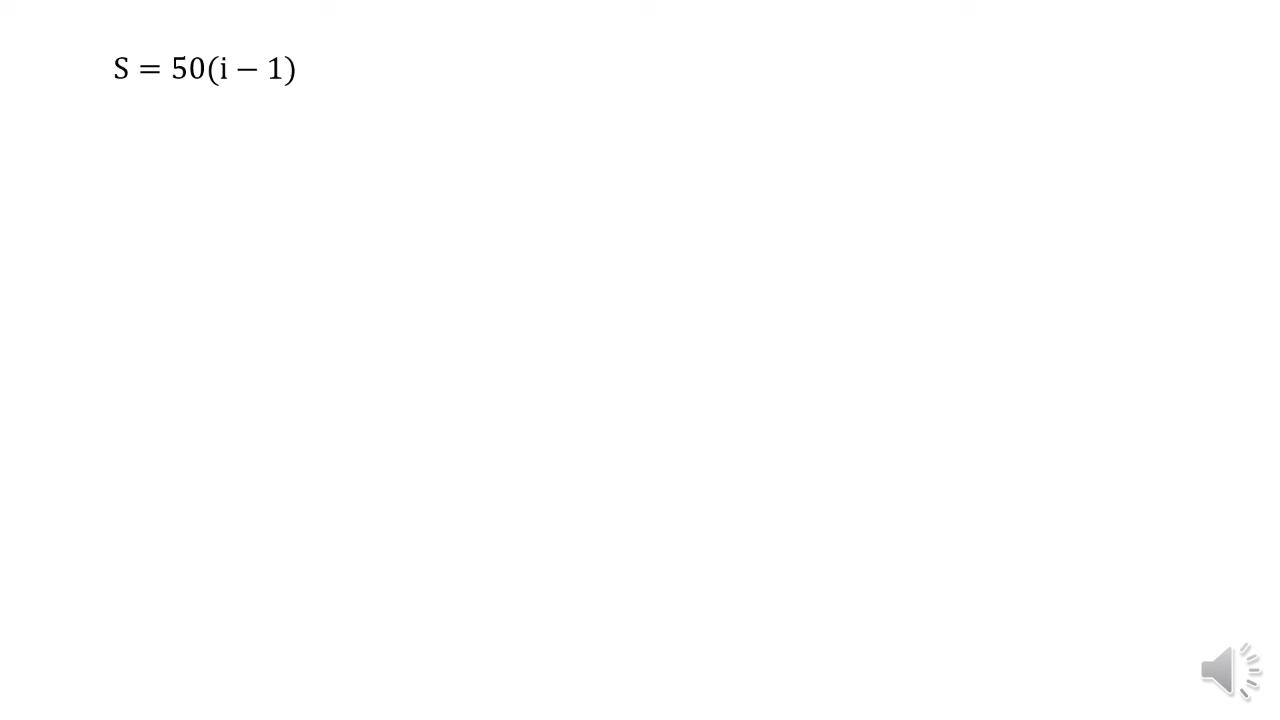 S = 50(i − 1)